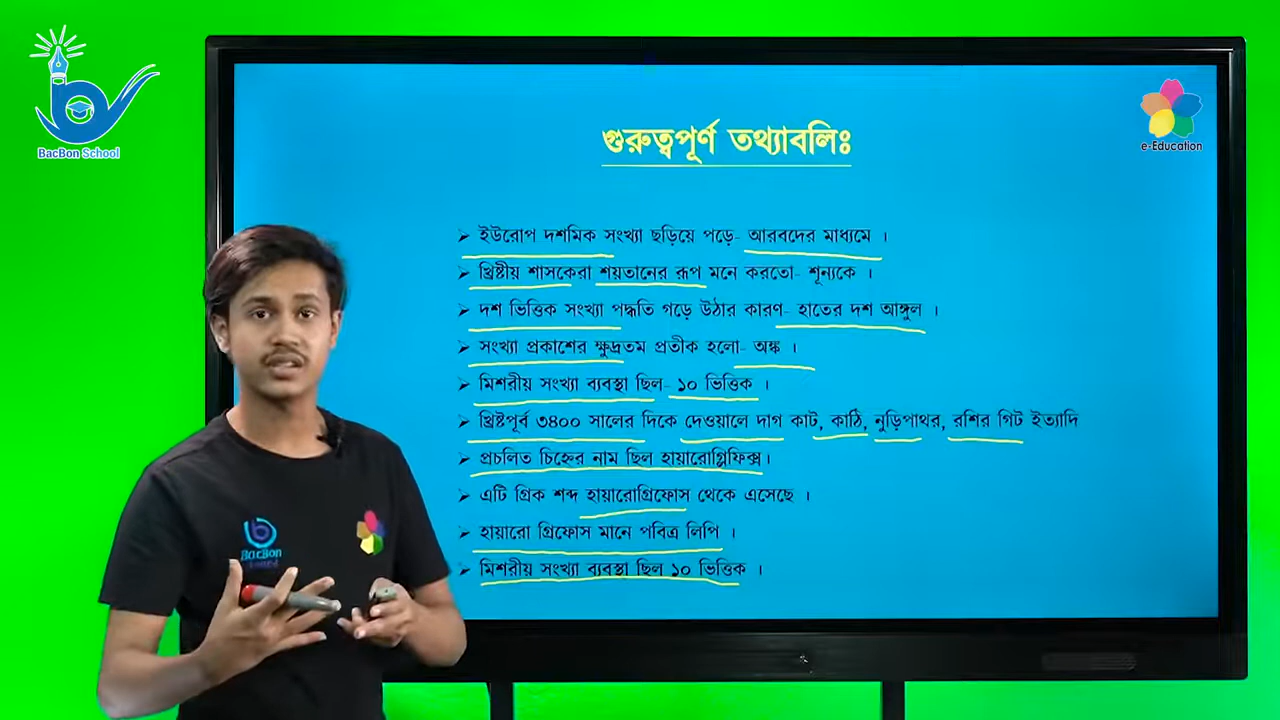 BacBon School
e-Education
গুরুত্বপূর্ণ তথ্যাবলিঃ
➢ ইউরোপ দশমিক সংখ্যা ছড়িয়ে পড়ে- আরবদের মাধ্যমে ।
➢ খ্রিষ্টীয় শাসকেরা শয়তানের রূপ মনে করতো- শূন্যকে ।
➢ দশ ভিত্তিক সংখ্যা পদ্ধতি গড়ে উঠার কারণ- হাতের দশ আঙ্গুল ।
➢ সংখ্যা প্রকাশের ক্ষুদ্রতম প্রতীক হলো- অঙ্ক ।
➢ মিশরীয় সংখ্যা ব্যবস্থা ছিল- ১০ ভিত্তিক ।
➢ খ্রিষ্টপূর্ব ৩৪০০ সালের দিকে দেওয়ালে দাগ কাট, কাঠি, নুড়িপাথর, রশির গিট ইত্যাদি
➢ প্রচলিত চিহ্নের নাম ছিল হায়ারোগ্লিফিক্স।
➢ এটি গ্রিক শব্দ হায়ারোগ্রিফোস থেকে এসেছে ।
➢ হায়ারো গ্রিফোস মানে পবিত্র লিপি ।
➢ মিশরীয় সংখ্যা ব্যবস্থা ছিল ১০ ভিত্তিক ।
BacBon